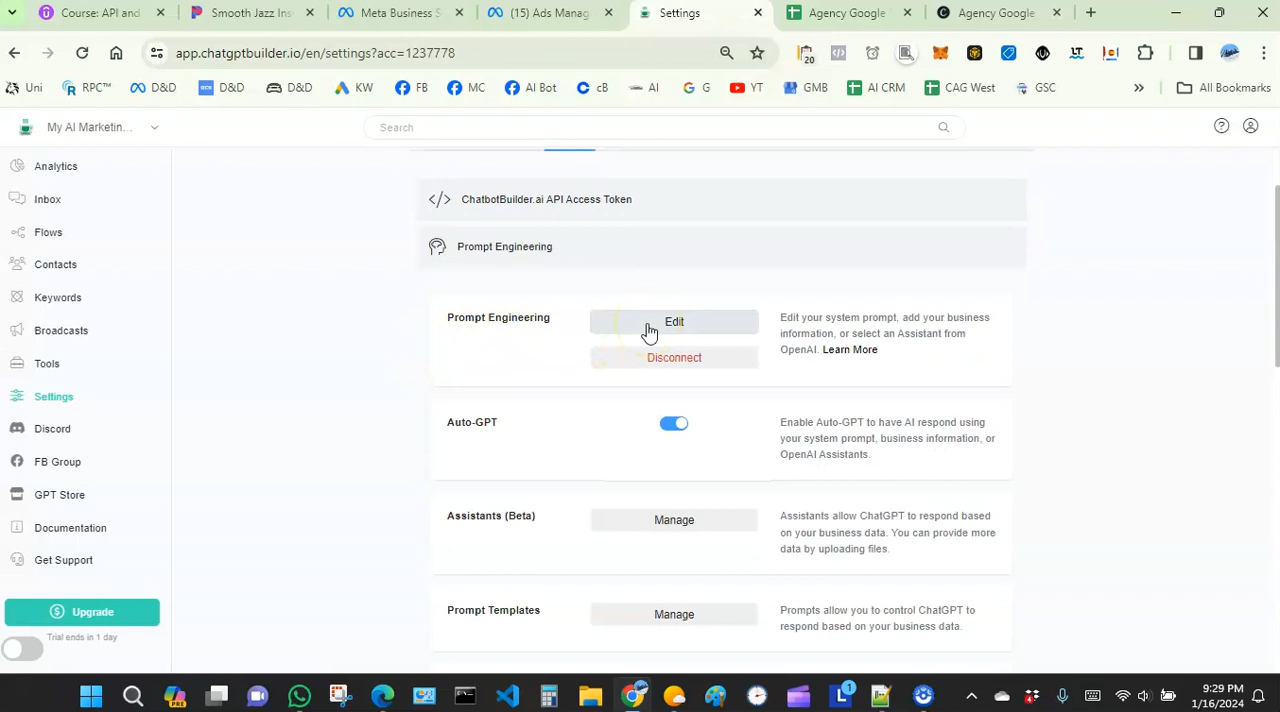 Course: API and
Smooth Jazz Ins
Meta Business S
(15) Ads Manag
Settings
Agency Google
Agency Google
app.chatgptbuilder.io/en/settings?acc=1237778
20
LT
Uni
RPC™
D&D
D&D
D&D
KW
FB
MC
AI Bot
cB
AI
G
YT
GMB
AI CRM
CAG West
GSC
All Bookmarks
My AI Marketin...
Search
Analytics
Inbox
Flows
Contacts
Keywords
Broadcasts
Tools
Settings
Discord
FB Group
GPT Store
Documentation
Get Support
Upgrade
Trial ends in 1 day
</> ChatbotBuilder.ai API Access Token
Prompt Engineering
Prompt Engineering
Edit
Disconnect
Edit your system prompt, add your business
information, or select an Assistant from
OpenAI. Learn More
Auto-GPT
Enable Auto-GPT to have AI respond using
your system prompt, business information, or
OpenAI Assistants.
Assistants (Beta)
Manage
Assistants allow ChatGPT to respond based
on your business data. You can provide more
data by uploading files.
Prompt Templates
Manage
Prompts allow you to control ChatGPT to
respond based on your business data.
PRE
1
9:29 PM
1/16/2024